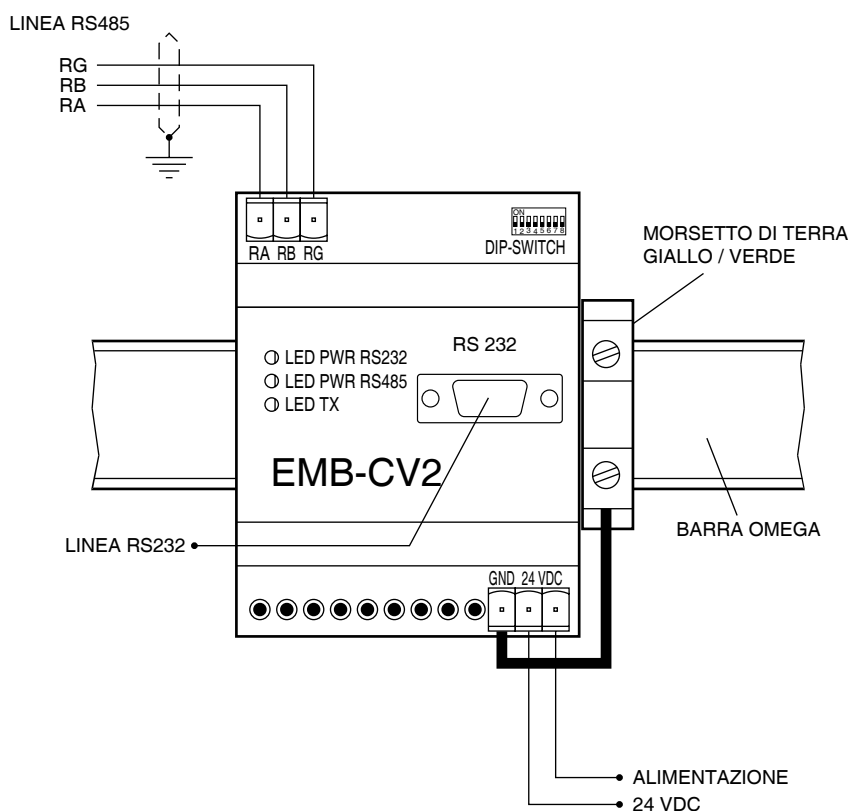 LINEA RS485
RG
RB
RA
ON
1 2 3 4 5 6 7 8
RA RB RG
DIP-SWITCH
MORSETTO DI TERRA
GIALLO / VERDE
LED PWR RS232
LED PWR RS485
LED TX
RS 232
EMB-CV2
LINEA RS232
BARRA OMEGA
GND 24 VDC
ALIMENTAZIONE
24 VDC